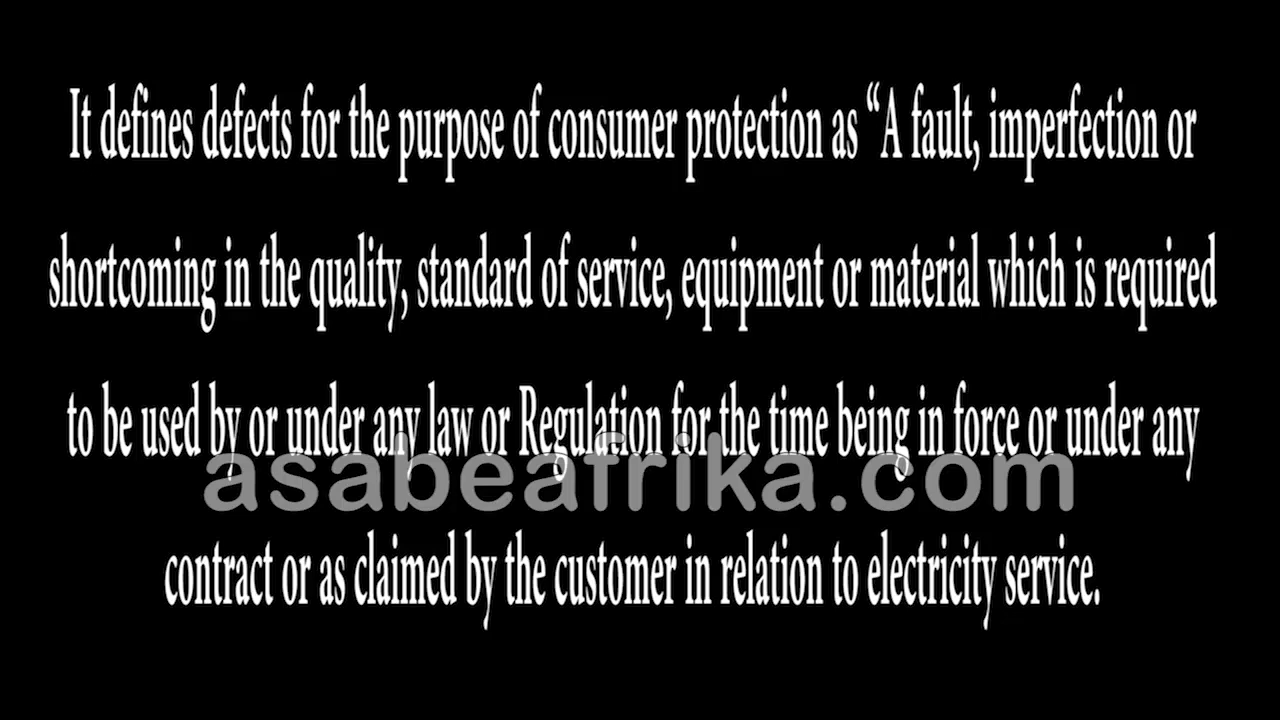 It defines defects for the purpose of consumer protection as “A fault, imperfection or
shortcoming in the quality, standard of service, equipment or material which is required
to be used by or under any law or Regulation for the time being in force or under any
asabeafrika.com
contract or as claimed by the customer in relation to electricity service.